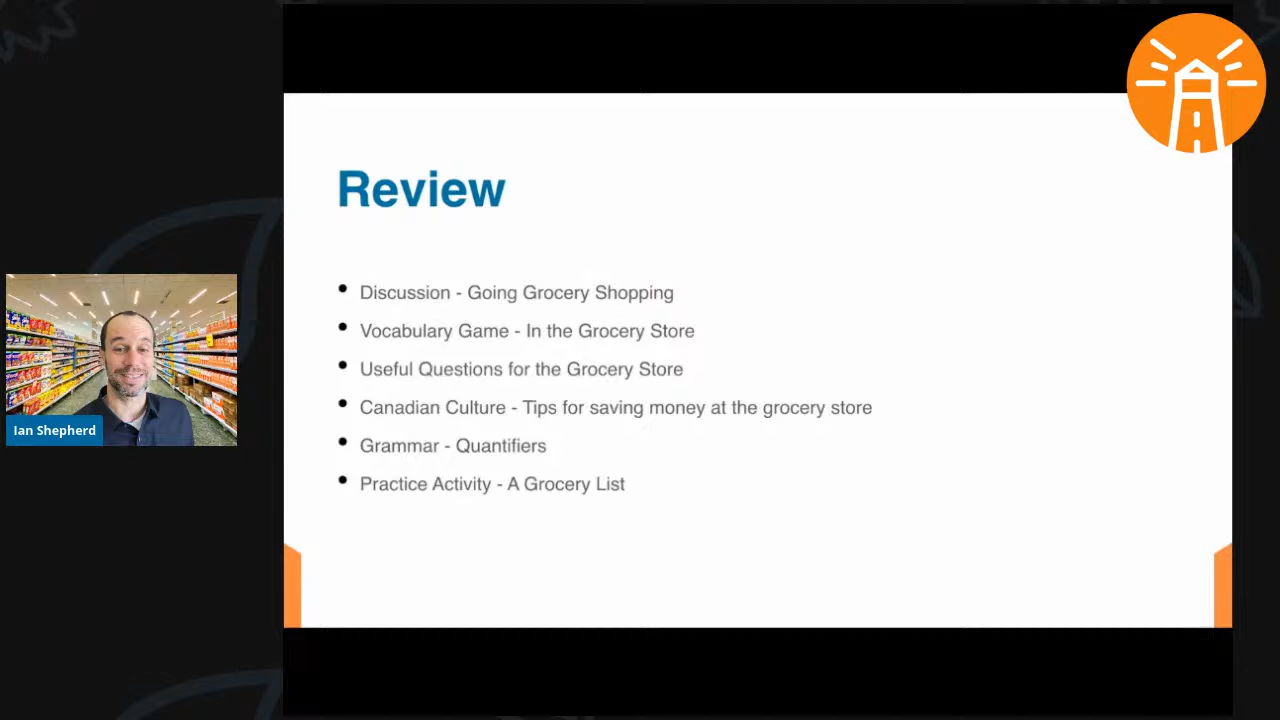 Review
Discussion - Going Grocery Shopping
Vocabulary Game - In the Grocery Store
Useful Questions for the Grocery Store
Canadian Culture - Tips for saving money at the grocery store
Grammar - Quantifiers
Practice Activity - A Grocery List
Ian Shepherd